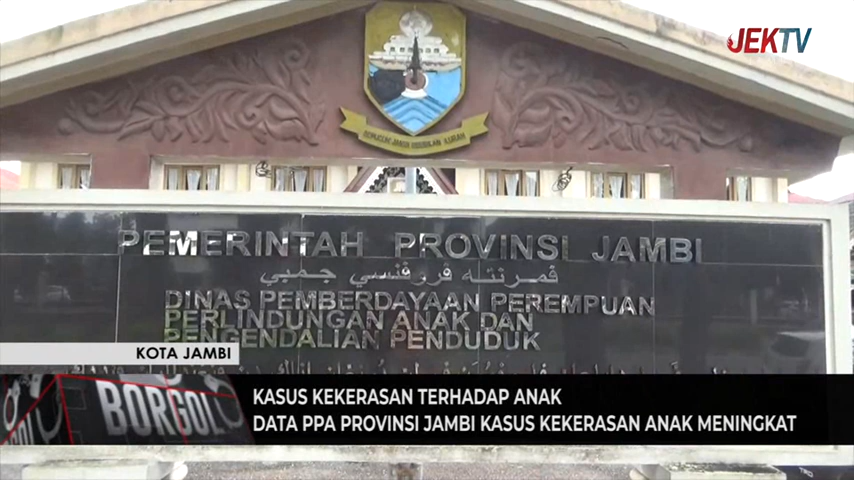 JEKTV
PEMERINTAH PROVINSI JAMBI
فمرنته فروفنسي جمبي
DINAS PEMBERDAYAAN PEREMPUAN
PERLINDUNGAN ANAK DAN
PENGENDALIAN PENDUDUK
KOTA JAMBI
BORGOL
KASUS KEKERASAN TERHADAP ANAK
DATA PPA PROVINSI JAMBI KASUS KEKERASAN ANAK MENINGKAT